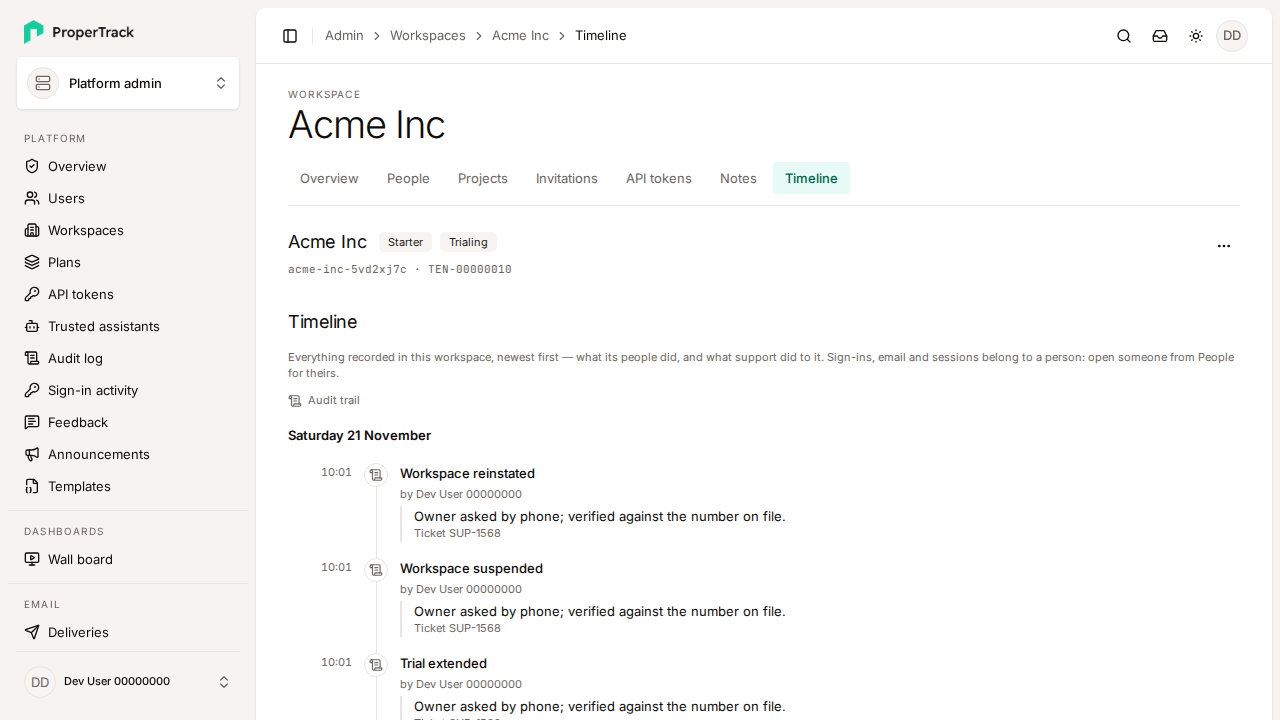 ProperTrack
Platform admin
PLATFORM
Overview
Users
Workspaces
Plans
API tokens
Trusted assistants
Audit log
Sign-in activity
Feedback
Announcements
Templates
DASHBOARDS
Wall board
EMAIL
Deliveries
DD Dev User 00000000
Admin > Workspaces > Acme Inc > Timeline
DD
WORKSPACE
Acme Inc
Overview People Projects Invitations API tokens Notes Timeline
Acme Inc Starter Trialing
acme-inc-5vd2xj7c · TEN-00000010
Timeline
Everything recorded in this workspace, newest first — what its people did, and what support did to it. Sign-ins, email and sessions belong to a person: open someone from People
for theirs.
Audit trail
Saturday 21 November
10:01 Workspace reinstated
by Dev User 00000000
Owner asked by phone; verified against the number on file.
Ticket SUP-1568
10:01 Workspace suspended
by Dev User 00000000
Owner asked by phone; verified against the number on file.
Ticket SUP-1568
10:01 Trial extended
by Dev User 00000000
Owner asked by phone; verified against the number on file.